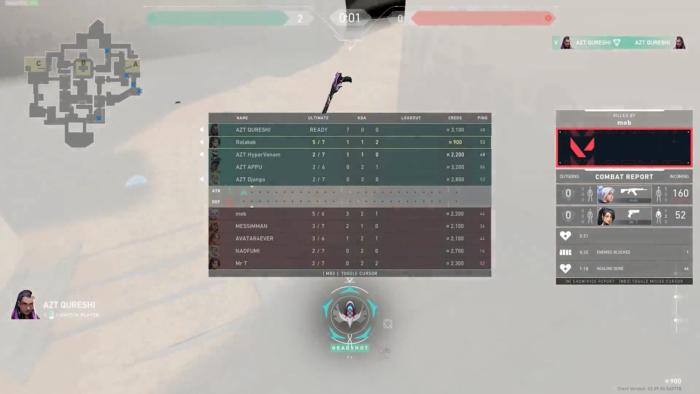 2 0:01 0
C B A
AZT QURESHI AZT QURESHI
NAME ULTIMATE KDA LOADOUT CREDS PING
AZT QURESHI READY 7 0 0 3,100
Rolekok 5 / 7 1 1 2 900
AZT HyperVenom 2 / 7 1 1 2 2,200
AZT APPU 2 / 6 0 2 0
AZT Django 2 / 7 0 0 0 2,800
ATK
DEF
mob 5 / 6 3 2 1 2,200
MESSIMMAN 3 / 7 2 1 0 2,100
AVATAR4EVER 3 / 6 1 2 1 2,100
NAOFUMI 2 / 7 0 2 0
Mr T 2 / 7 0 2 2 2,300
TOGGLE CURSOR
KILLED BY
mob
OUTGOING COMBAT REPORT INCOMING
0 160
0 52
ENEMIES BLINDED 1
HEALING DONE
AZT QURESHI
SWITCH PLAYER
HEADSHOT
900